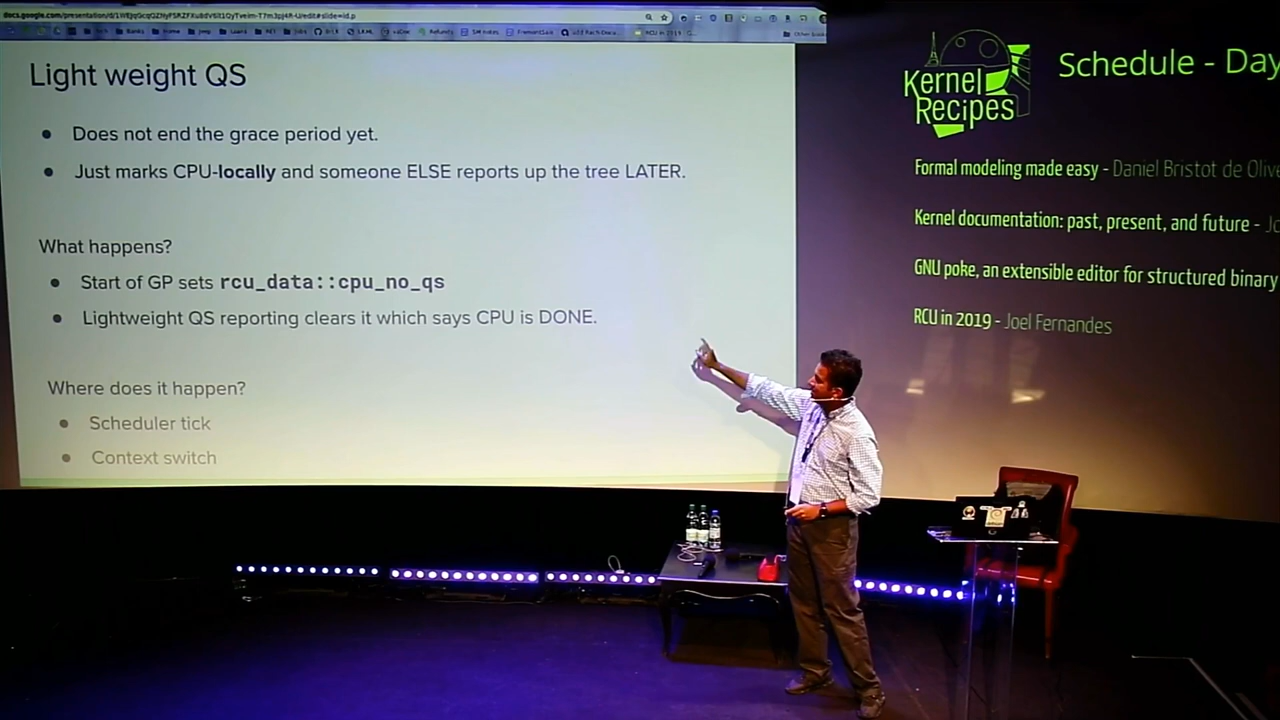 Light weight QS
Does not end the grace period yet.
Just marks CPU-locally and someone ELSE reports up the tree LATER.
What happens?
Start of GP sets rcu_data::cpu_no_qs
Lightweight QS reporting clears it which says CPU is DONE.
Where does it happen?
Scheduler tick
Context switch
Kernel
Recipes
Schedule - Day
Formal modeling made easy - Daniel Bristot de Olive
Kernel documentation: past, present, and future - Jo
GNU poke, an extensible editor for structured binary
RCU in 2019 - Joel Fernandes